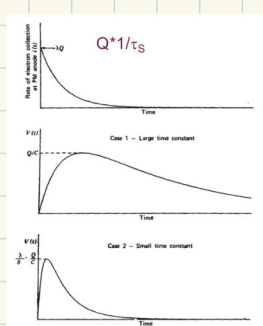 Rate of electron collection
at PM anode i(t)
λQ
Q*1/τS
Time
V(t)
Case 1 – Large time constant
Q/C
Time
V(t)
Case 2 – Small time constant
λ/θ · Q/C
Time